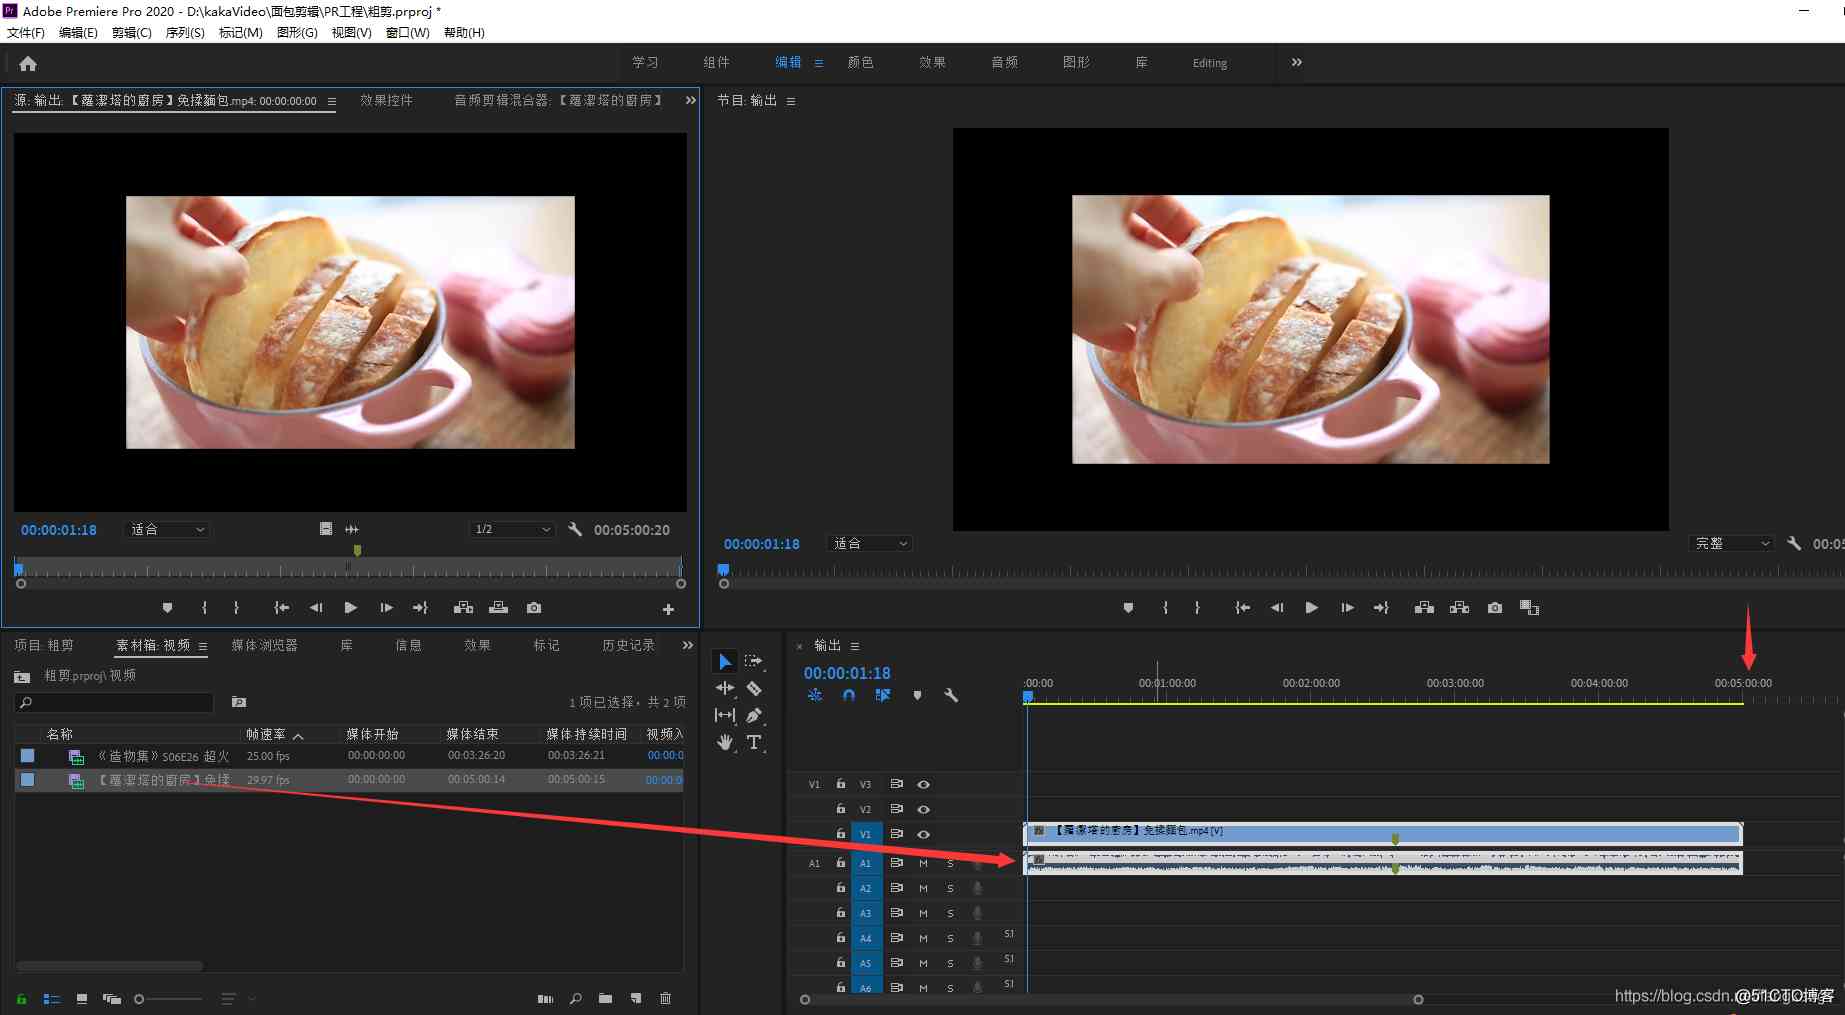 Adobe Premiere Pro 2020 - D:\kakaVideo\面包剪辑\PR工程\粗剪.prproj *
文件(F) 编辑(E) 剪辑(C) 序列(S) 标记(M) 图形(G) 视图(V) 窗口(W) 帮助(H)
学习 组件 编辑 颜色 效果 音频 图形 库 Editing
源: 输出: 【蘿潔塔的廚房】免揉麵包.mp4: 00:00:00:00 效果控件 音频剪辑混合器: 【蘿潔塔的廚房】
节目: 输出
00:00:01:18 适合 1/2 00:05:00:20
00:00:01:18 适合 完整 00:05
项目: 粗剪 素材箱: 视频 媒体浏览器 库 信息 效果 标记 历史记录
粗剪.prproj\视频
1 项已选择，共 2 项
名称 帧速率 媒体开始 媒体结束 媒体持续时间 视频入
《造物集》S06E26 超火 25.00 fps 00:00:00:00 00:03:26:20 00:03:26:21 00:00:0
【蘿潔塔的廚房】免揉 29.97 fps 00:00:00:00 00:05:00:14 00:05:00:15 00:00:0
输出
00:00:01:18
:00:00 00:01:00:00 00:02:00:00 00:03:00:00 00:04:00:00 00:05:00:00
V1 V3
V2
V1 【蘿潔塔的廚房】免揉麵包.mp4 [V]
A1 A1 M S
A2 M S
A3 M S
A4 M S S1
A5 M S S1
A6 M S S1
https://blog.csdn.n
@51CTO博客